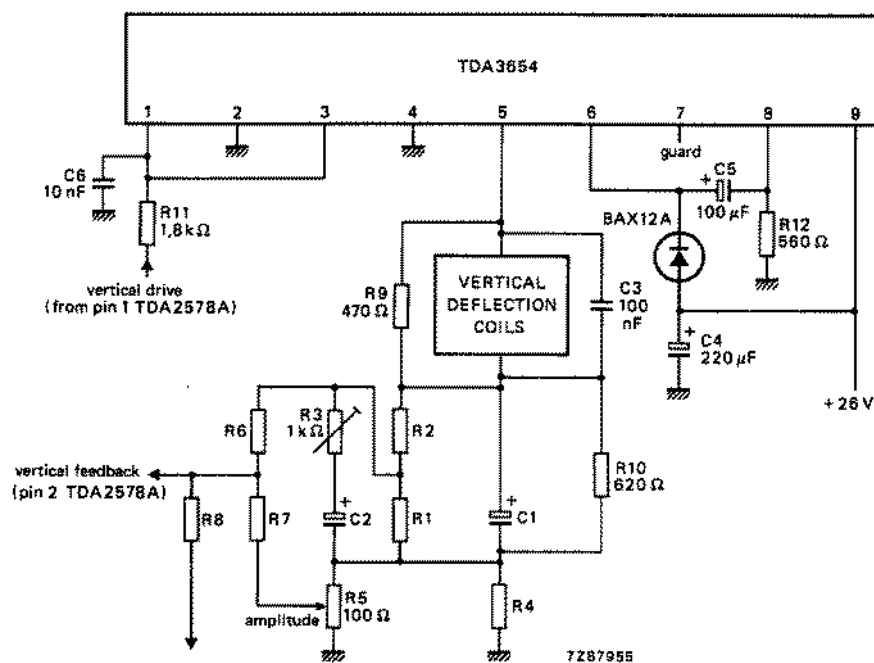 TDA3654
1 2 3 4 5 6 7 8 9
guard
C6
10 nF
R11
1,8 kΩ
vertical drive
(from pin 1 TDA2578A)
R9
470 Ω
VERTICAL
DEFLECTION
COILS
C3
100
nF
BAX12A
+ C5
100 µF
R12
560 Ω
+
C4
220 µF
+26 V
R6
R3
1 kΩ
R2
vertical feedback
(pin 2 TDA2578A)
R8
R7
+
C2
R1
+
C1
R10
620 Ω
amplitude
R5
100 Ω
R4
7Z87955